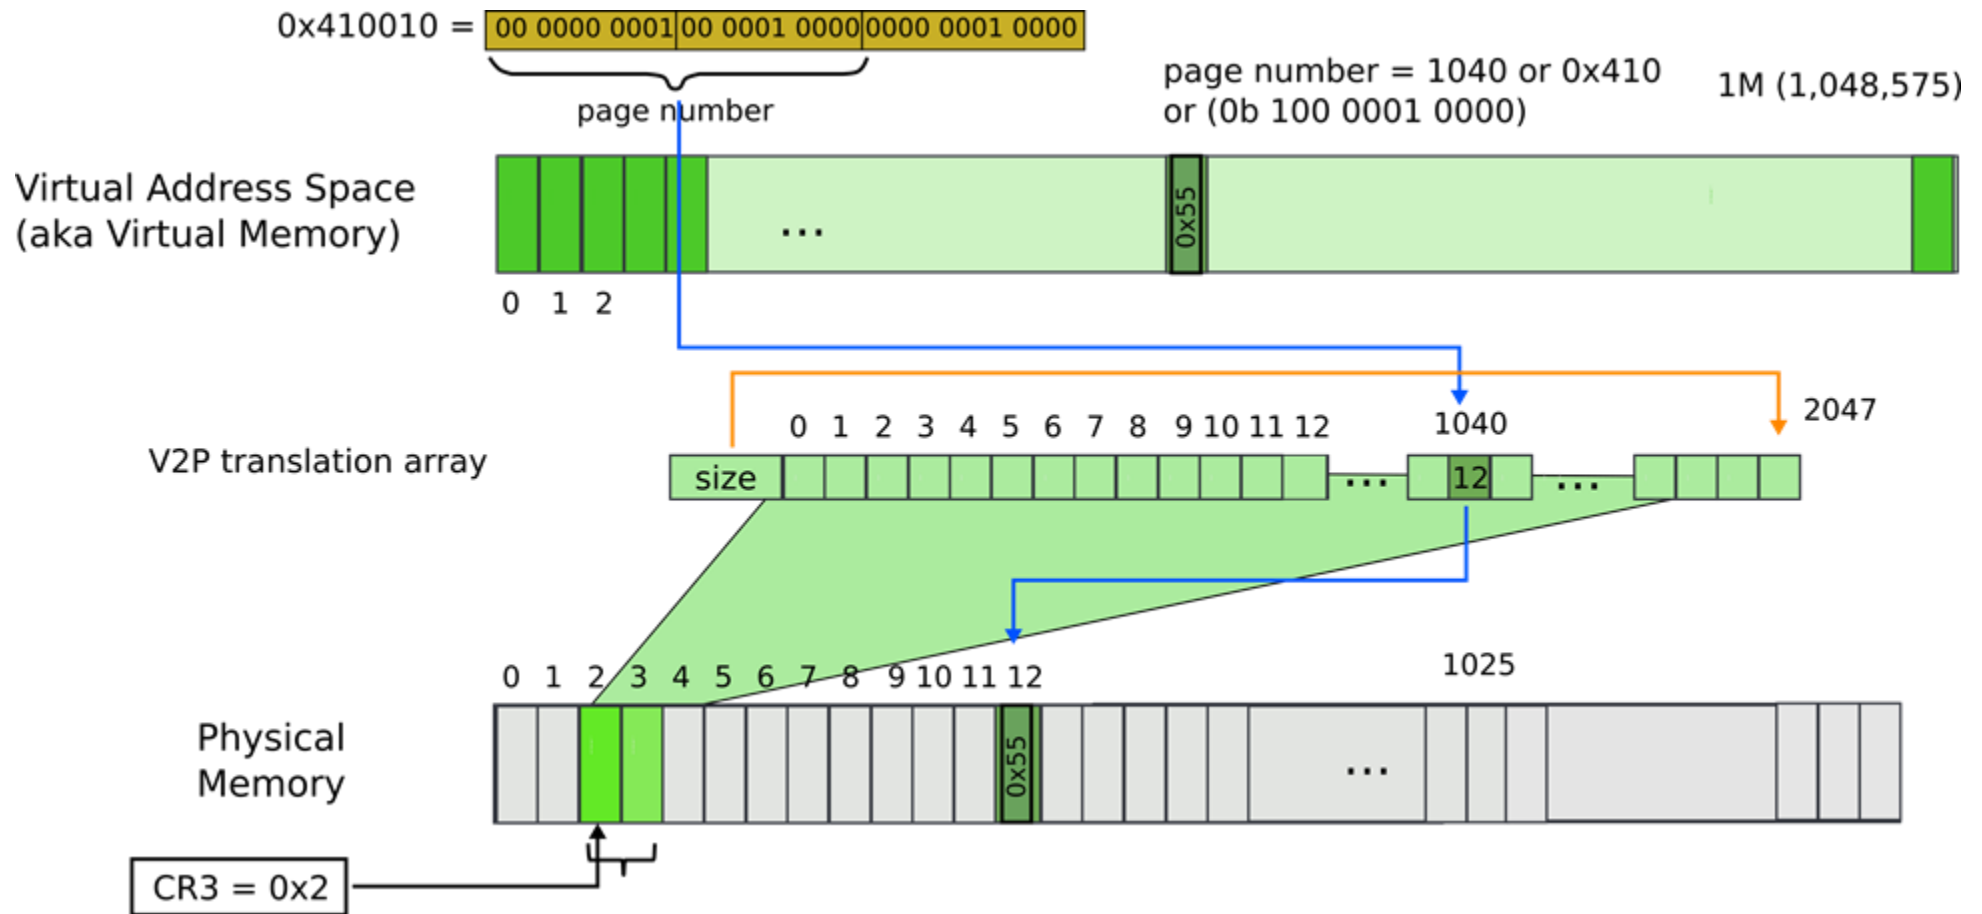 0x410010 = 00 0000 0001 00 0001 0000 0000 0001 0000
page number
page number = 1040 or 0x410
or (0b 100 0001 0000)
1M (1,048,575)
Virtual Address Space
(aka Virtual Memory)
...
0x55
0 1 2
V2P translation array
0 1 2 3 4 5 6 7 8 9 10 11 12
1040
2047
size
...
12
...
0 1 2 3 4 5 6 7 8 9 10 11 12
1025
Physical
Memory
0x55
...
CR3 = 0x2